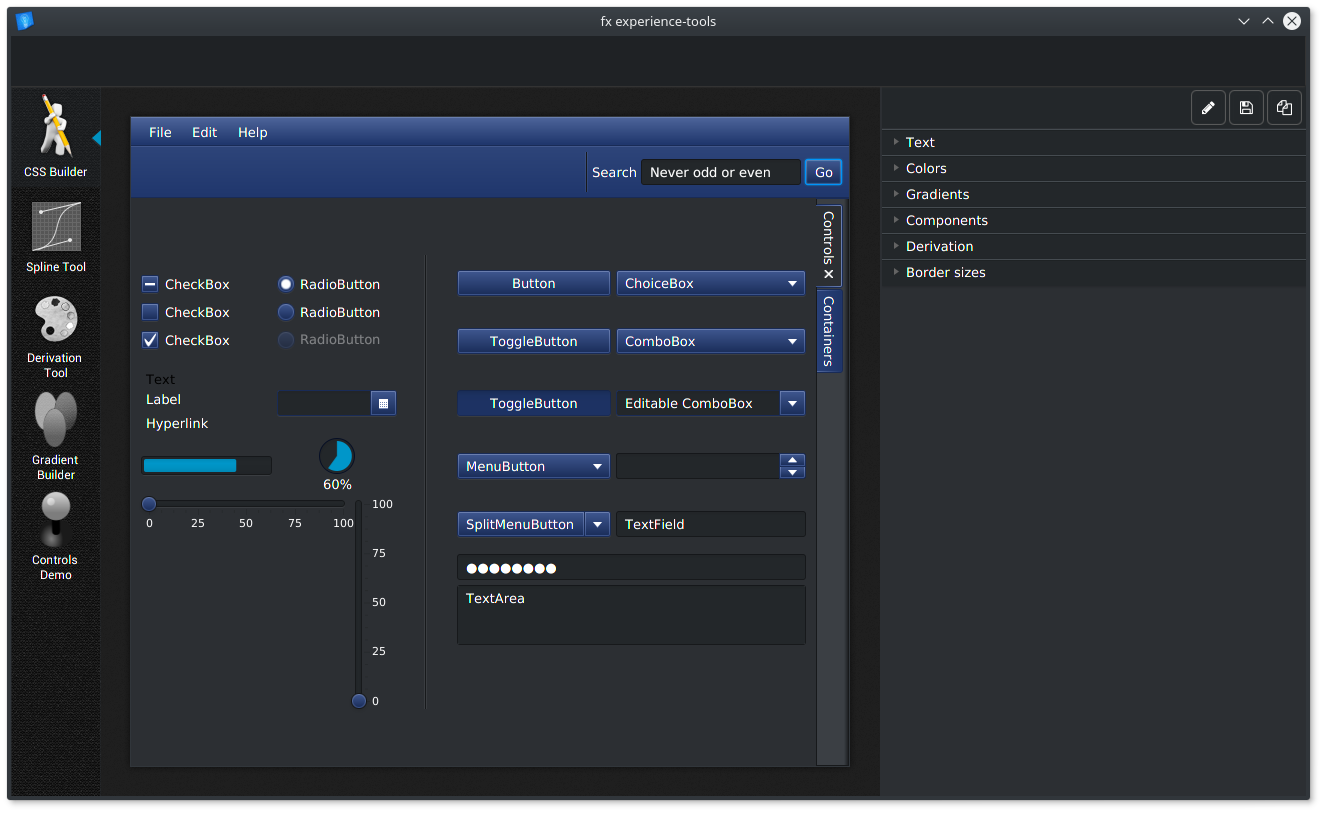 fx experience-tools
CSS Builder
Spline Tool
Derivation
Tool
Gradient
Builder
Controls
Demo
File Edit Help
Search Never odd or even Go
Controls
Containers
CheckBox RadioButton
CheckBox RadioButton
CheckBox RadioButton
Text
Label
Hyperlink
60%
0 25 50 75 100
100
75
50
25
0
Button ChoiceBox
ToggleButton ComboBox
ToggleButton Editable ComboBox
MenuButton
SplitMenuButton TextField
●●●●●●●●
TextArea
Text
Colors
Gradients
Components
Derivation
Border sizes